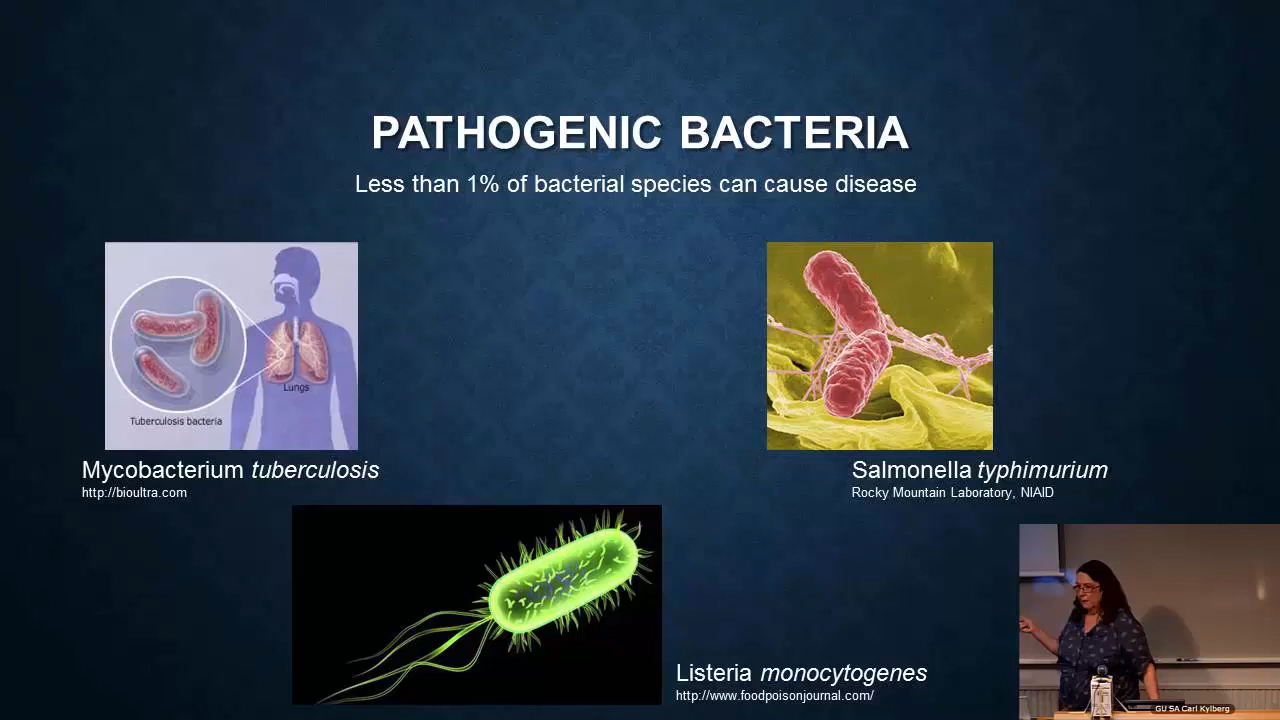 PATHOGENIC BACTERIA
Less than 1% of bacterial species can cause disease
Lungs
Tuberculosis bacteria
Mycobacterium tuberculosis
http://bioultra.com
Salmonella typhimurium
Rocky Mountain Laboratory, NIAID
Listeria monocytogenes
http://www.foodpoisonjournal.com/
GU SA Carl Kylberg